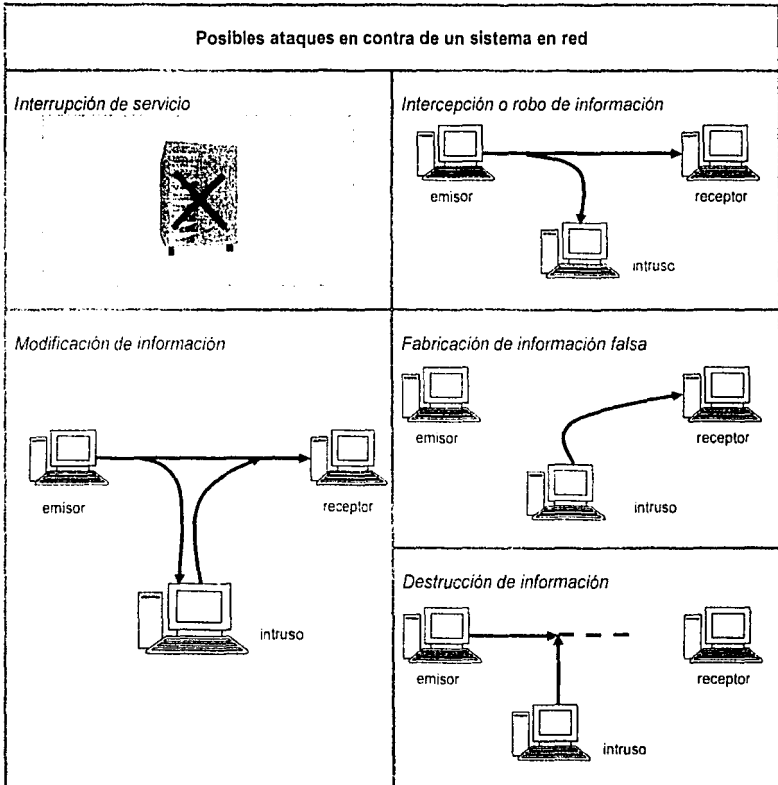 Posibles ataques en contra de un sistema en red
Interrupción de servicio
Intercepción o robo de información
emisor
receptor
intruso
Modificación de información
emisor
receptor
intruso
Fabricación de información falsa
emisor
receptor
intruso
Destrucción de información
emisor
receptor
intruso